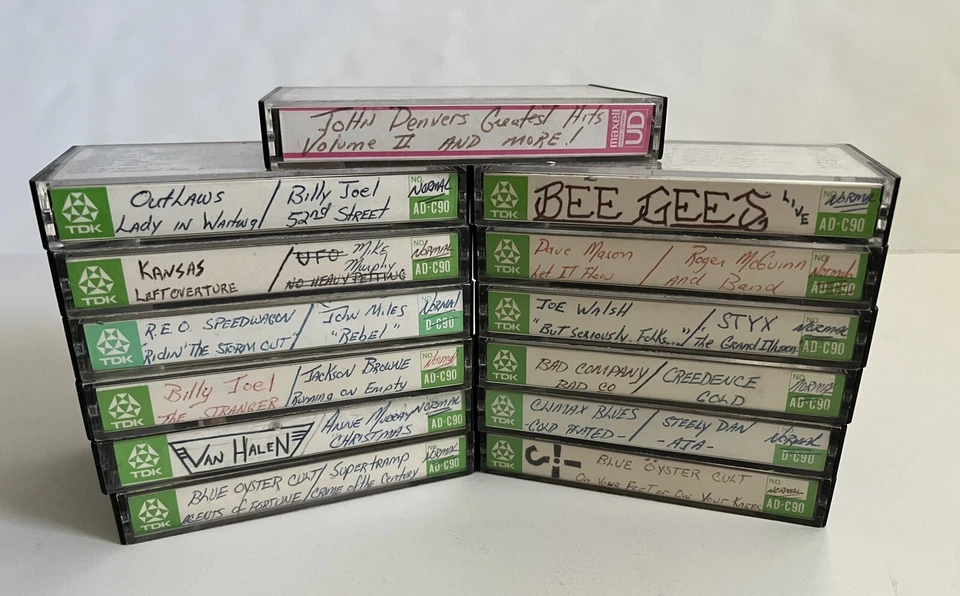 JOHN Denvers Greatest Hits
Volume II AND MORE!
maxell UD
OUTLAWS / Billy Joel
LADY IN Waiting / 52nd STREET
NO. NORMAL
TDK AD-C90
KANSAS / UFO Mike Murphy
LEFTOVERTURE NO HEAVY PETTING
NO. NORMAL
TDK AD-C90
R.E.O. SPEEDWAGON / JOHN MILES
RIDIN' THE STORM OUT / "REBEL"
NORMAL
TDK D-C90
Billy Joel / JACKSON BROWNE
THE STRANGER / Running on Empty
NO. Normal
TDK AD-C90
VAN HALEN / ANNE MURRAY
CHRISTMAS
NORMAL
TDK AD-C90
BLUE OYSTER CULT / SUPERTRAMP
AGENTS OF FORTUNE / CRIME of the CENTURY
NO. NORMAL
TDK AD-C90
BEE GEES LIVE
NO. NORMAL
TDK AD-C90
Dave Mason / Roger McGuinn
Let It Flow / and Band
NO. Normal
TDK AD-C90
JOE WALSH / STYX
"BUT SERIOUSLY, FOLKS..." / The Grand Illusion
NORMAL
TDK AD-C90
BAD COMPANY / CREEDENCE
BAD CO GOLD
NO. NORMAL
TDK AD-C90
CLIMAX BLUES / STEELY DAN
-GOLD PLATED- -AJA-
NORMAL
TDK D-C90
BLUE ÖYSTER CULT
ON YOUR FEET OR ON YOUR KNEES
NO. NORMAL
TDK AD-C90